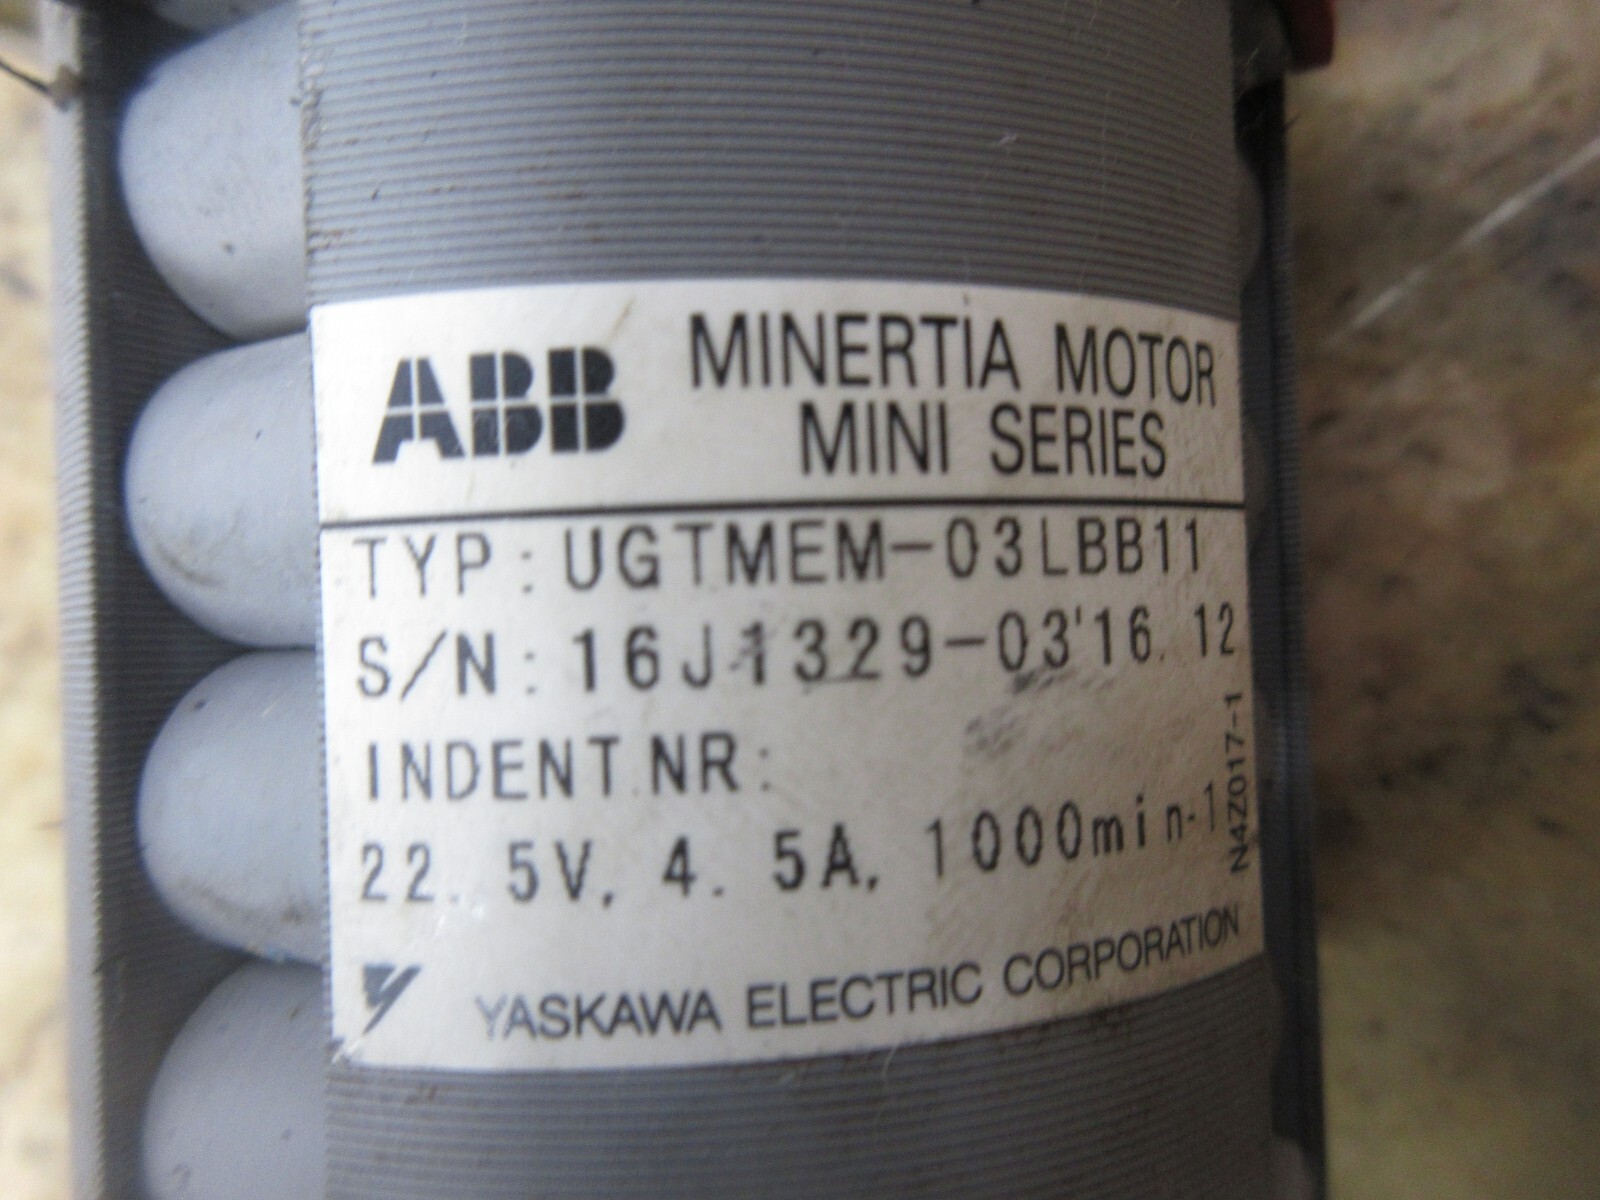 ABB MINERTIA MOTOR
MINI SERIES
TYP: UGTMEM-03LBB11
S/N: 16J1329-03'16.12
INDENT.NR:
22.5V, 4.5A, 1000min-1
N4Z017-1
YASKAWA ELECTRIC CORPORATION